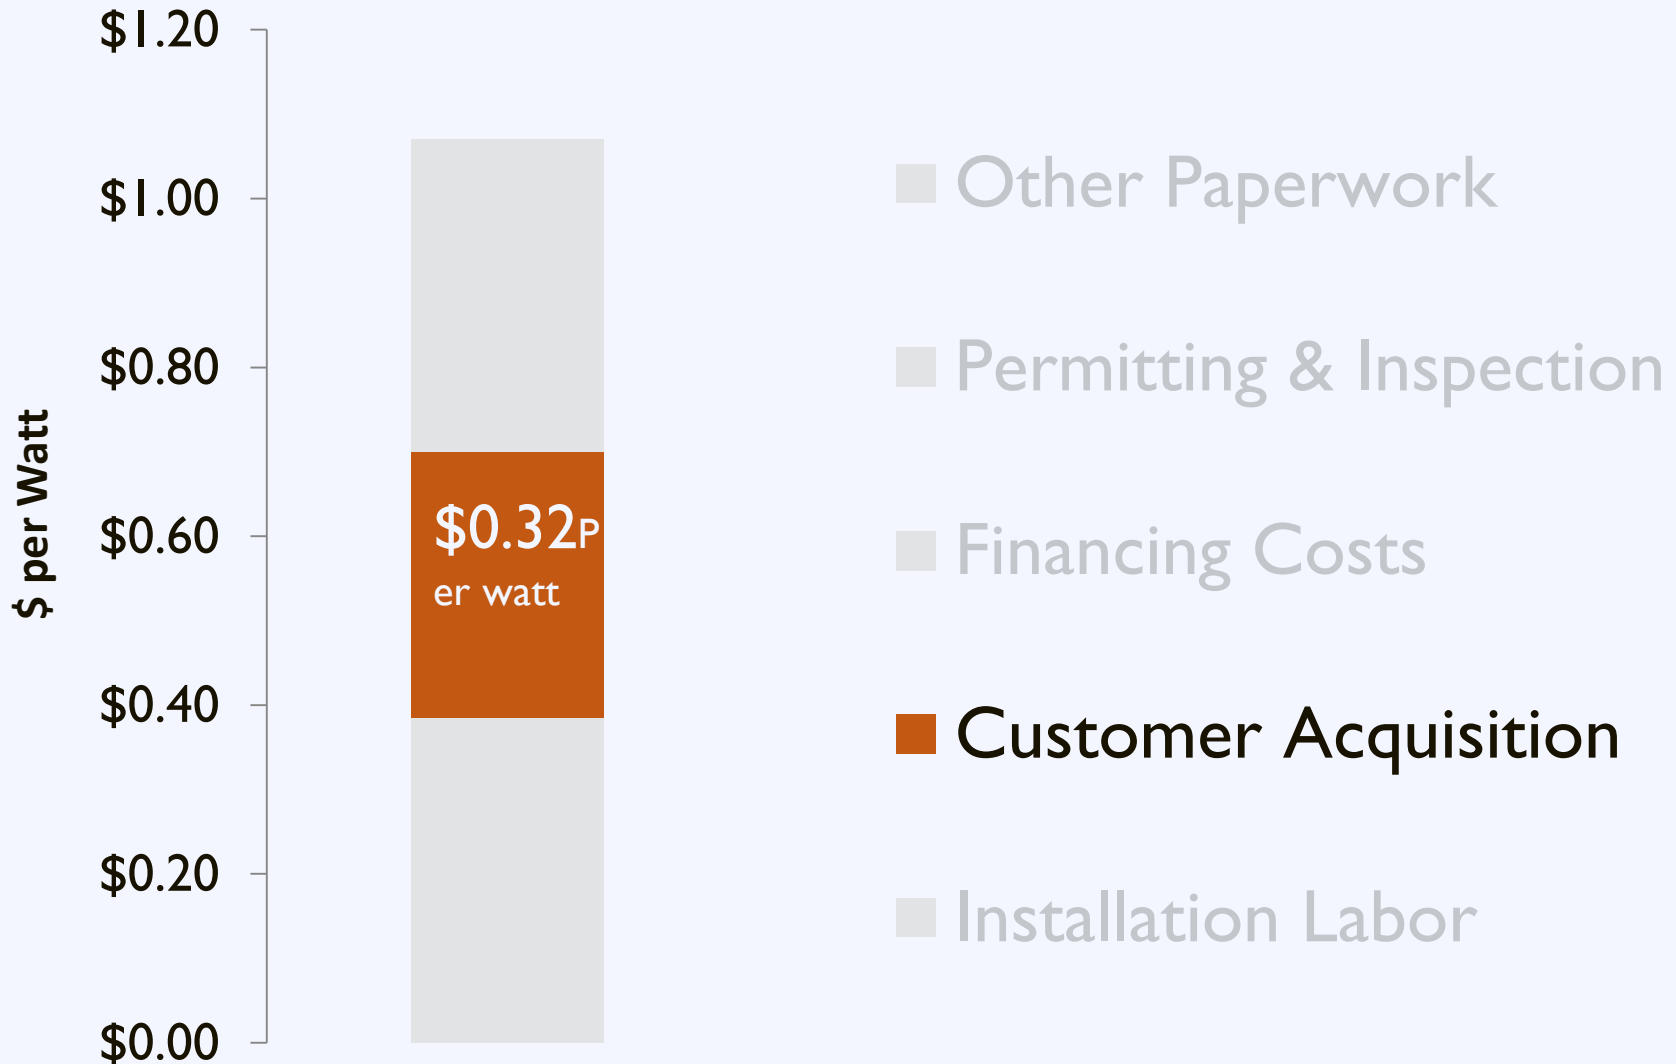 $1.20
$1.00
$0.80
$0.60
$0.40
$0.20
$0.00
$ per Watt
$0.32P
er watt
Other Paperwork
Permitting & Inspection
Financing Costs
Customer Acquisition
Installation Labor